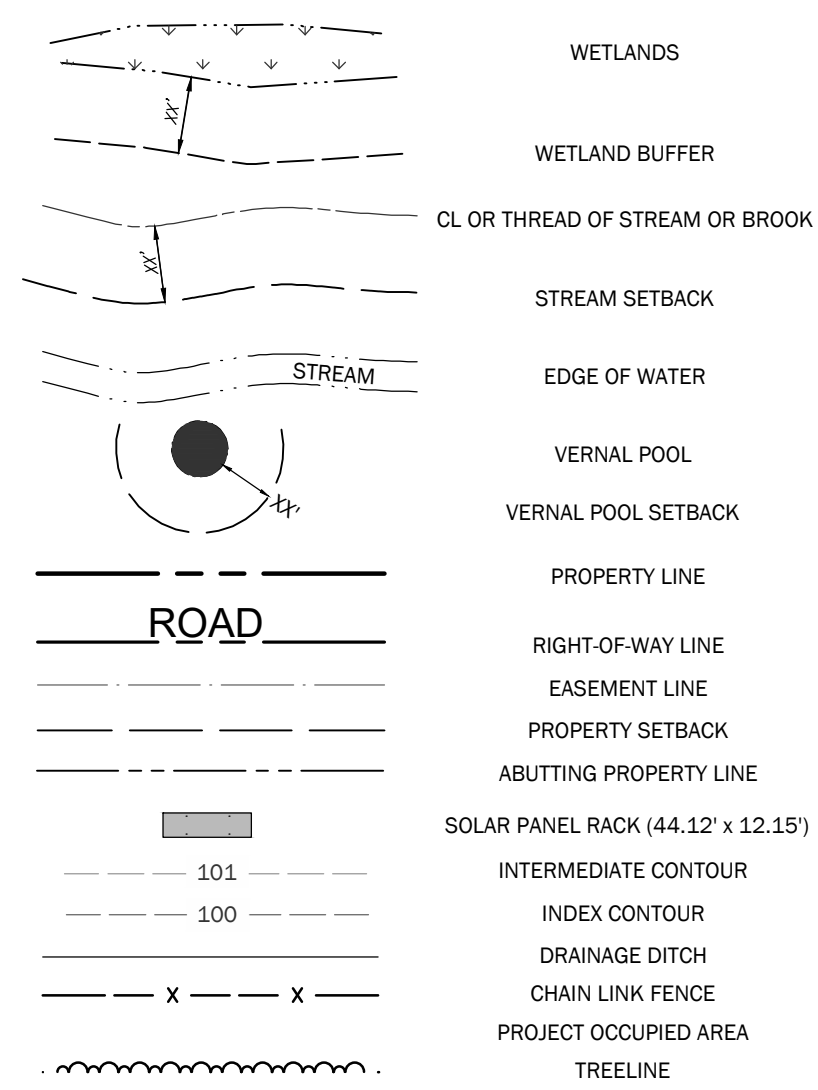 WETLANDS
XX'
WETLAND BUFFER
CL OR THREAD OF STREAM OR BROOK
XX'
STREAM SETBACK
STREAM
EDGE OF WATER
VERNAL POOL
XX'
VERNAL POOL SETBACK
PROPERTY LINE
ROAD
RIGHT-OF-WAY LINE
EASEMENT LINE
PROPERTY SETBACK
ABUTTING PROPERTY LINE
SOLAR PANEL RACK (44.12' x 12.15')
101 INTERMEDIATE CONTOUR
100 INDEX CONTOUR
DRAINAGE DITCH
X X CHAIN LINK FENCE
PROJECT OCCUPIED AREA
TREELINE